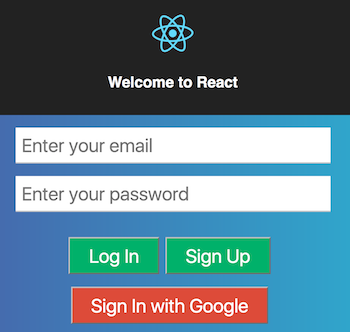 Welcome to React
Enter your email
Enter your password
Log In Sign Up
Sign In with Google